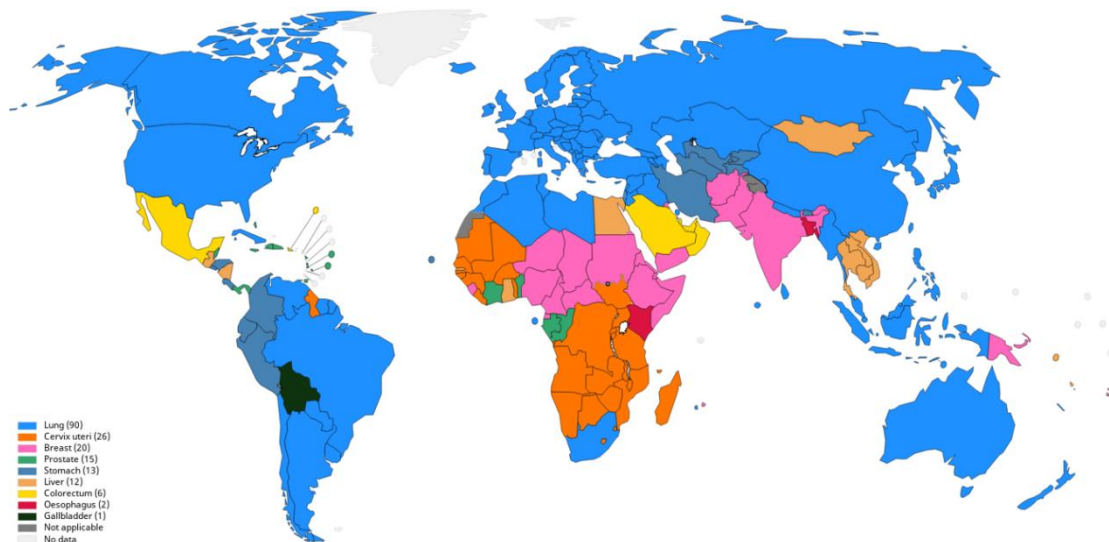 Lung (90)
Cervix uteri (26)
Breast (20)
Prostate (15)
Stomach (13)
Liver (12)
Colorectum (6)
Oesophagus (2)
Gallbladder (1)
Not applicable
No data